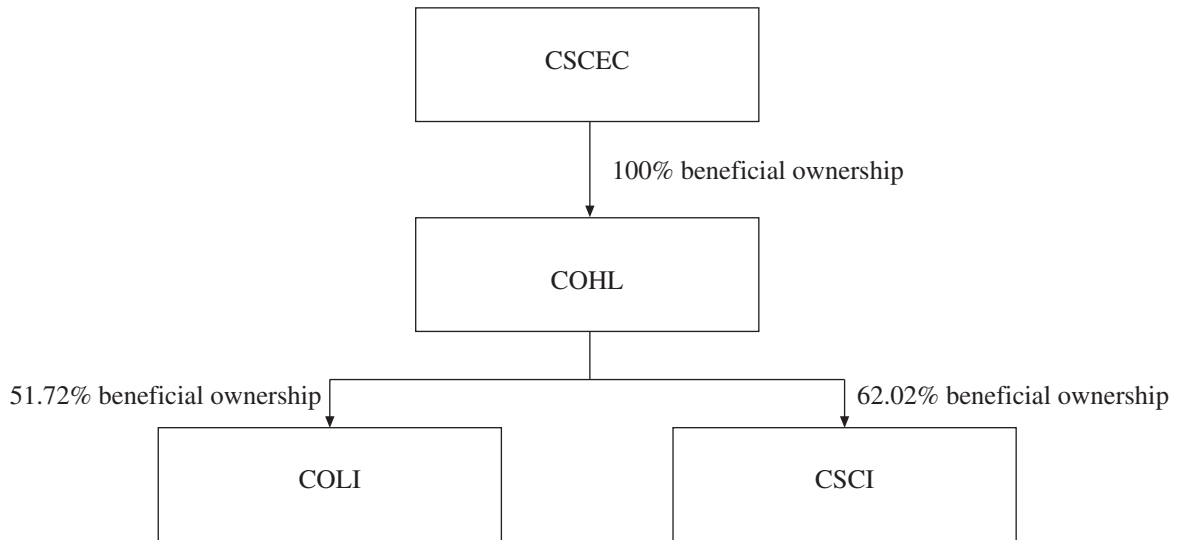 CSCEC
100% beneficial ownership
COHL
51.72% beneficial ownership
62.02% beneficial ownership
COLI
CSCI